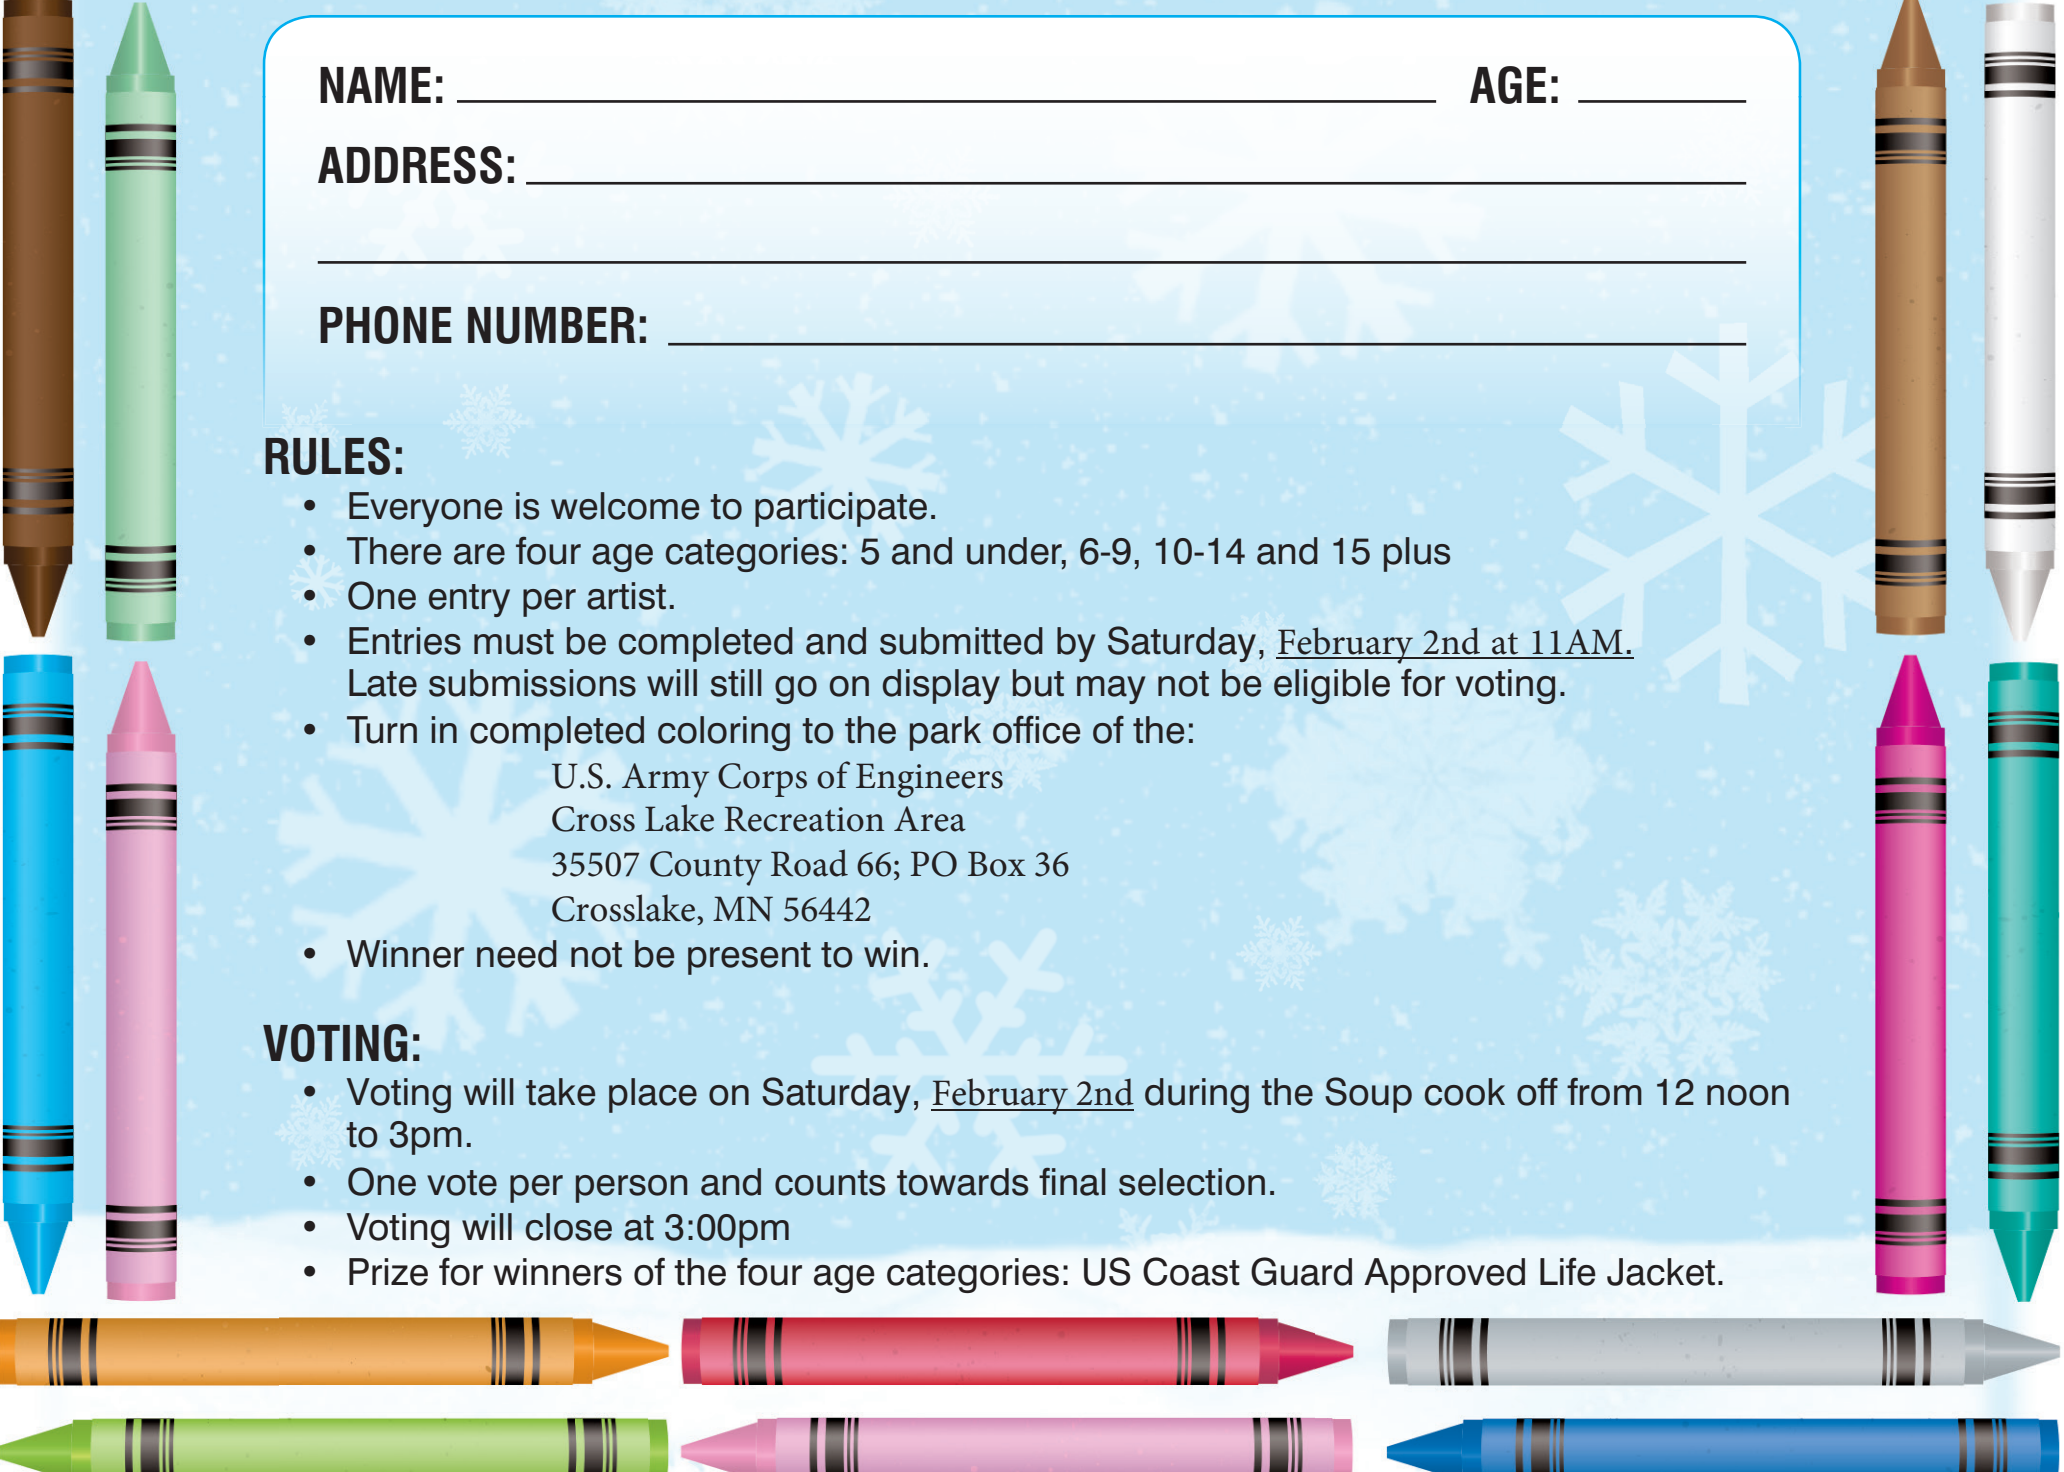 NAME: AGE:
ADDRESS:
PHONE NUMBER:
RULES:
• Everyone is welcome to participate.
• There are four age categories: 5 and under, 6-9, 10-14 and 15 plus
• One entry per artist.
• Entries must be completed and submitted by Saturday, February 2nd at 11AM.
Late submissions will still go on display but may not be eligible for voting.
• Turn in completed coloring to the park office of the:
U.S. Army Corps of Engineers
Cross Lake Recreation Area
35507 County Road 66; PO Box 36
Crosslake, MN 56442
• Winner need not be present to win.
VOTING:
• Voting will take place on Saturday, February 2nd during the Soup cook off from 12 noon
to 3pm.
• One vote per person and counts towards final selection.
• Voting will close at 3:00pm
• Prize for winners of the four age categories: US Coast Guard Approved Life Jacket.